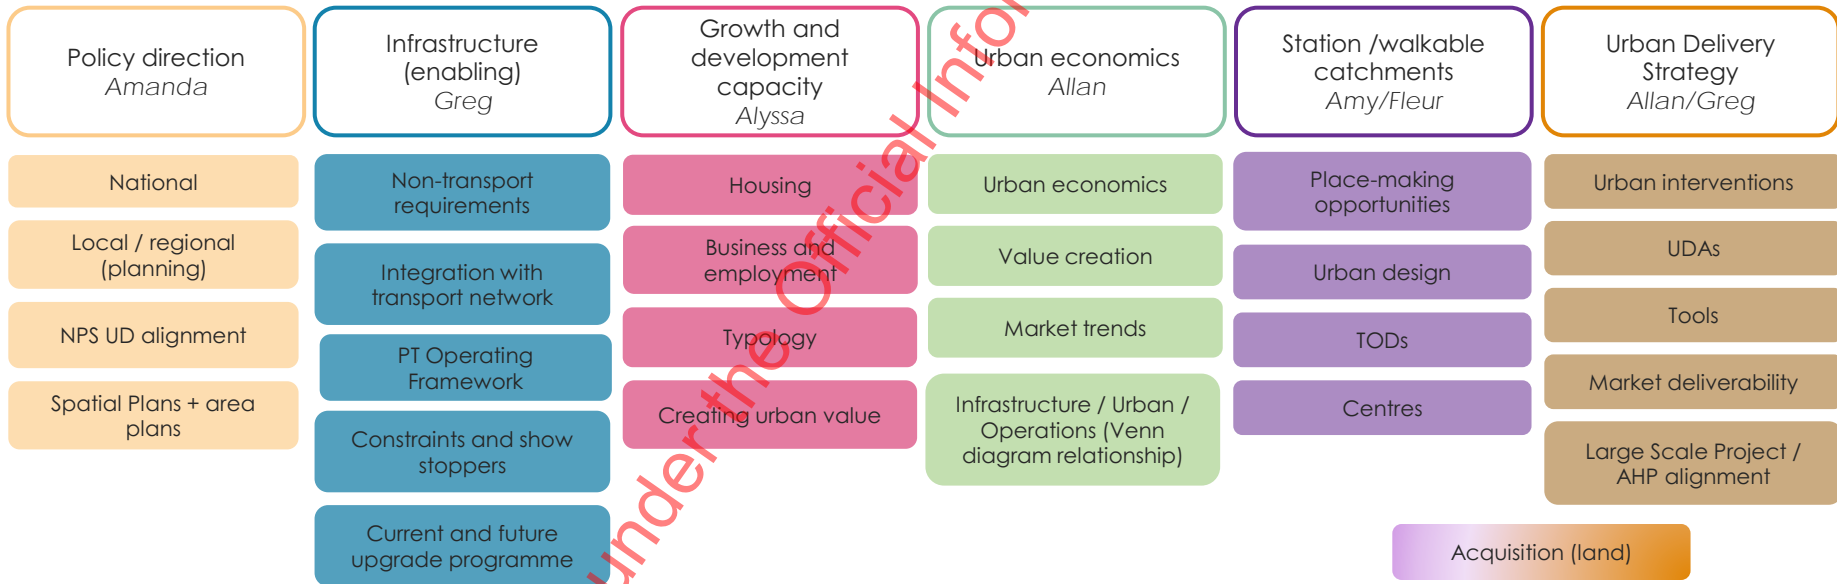 Policy direction
Amanda
National
Local / regional
(planning)
NPS UD alignment
Spatial Plans + area
plans
Infrastructure
(enabling)
Greg
Non-transport
requirements
Integration with
transport network
PT Operating
Framework
Constraints and show
stoppers
Current and future
upgrade programme
Growth and
development
capacity
Alyssa
Housing
Business and
employment
Typology
Creating urban value
Urban economics
Allan
Urban economics
Value creation
Market trends
Infrastructure / Urban /
Operations (Venn
diagram relationship)
Station /walkable
catchments
Amy/Fleur
Place-making
opportunities
Urban design
TODs
Centres
Urban Delivery
Strategy
Allan/Greg
Urban interventions
UDAs
Tools
Market deliverability
Large Scale Project /
AHP alignment
Acquisition (land)
under the Official